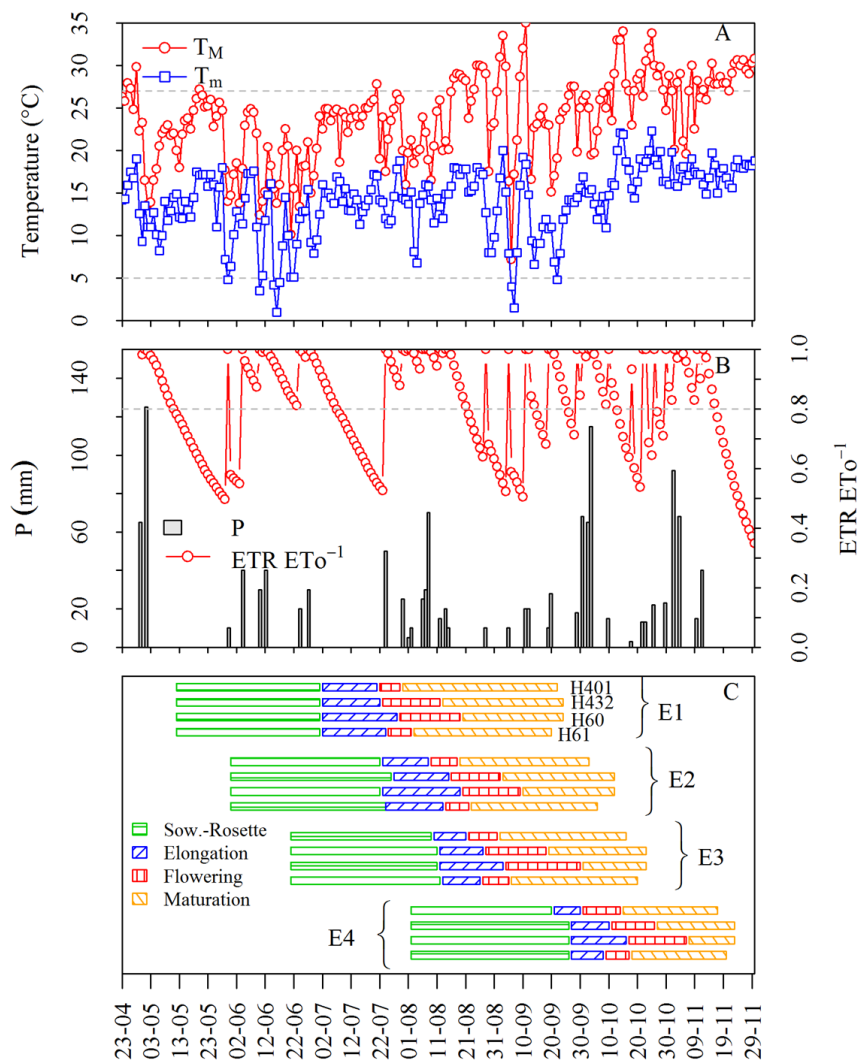 A
T_M
T_m
Temperature (°C)
35
30
25
20
15
10
5
0
B
P (mm)
140
100
60
20
0
ETR ETo⁻¹
1.0
0.8
0.6
0.4
0.2
0.0
P
ETR ETo⁻¹
C
H401
H432
H60
H61
E1
E2
E3
E4
Sow.-Rosette
Elongation
Flowering
Maturation
23-04
03-05
13-05
23-05
02-06
12-06
22-06
02-07
12-07
22-07
01-08
11-08
21-08
31-08
10-09
20-09
30-09
10-10
20-10
30-10
09-11
19-11
29-11